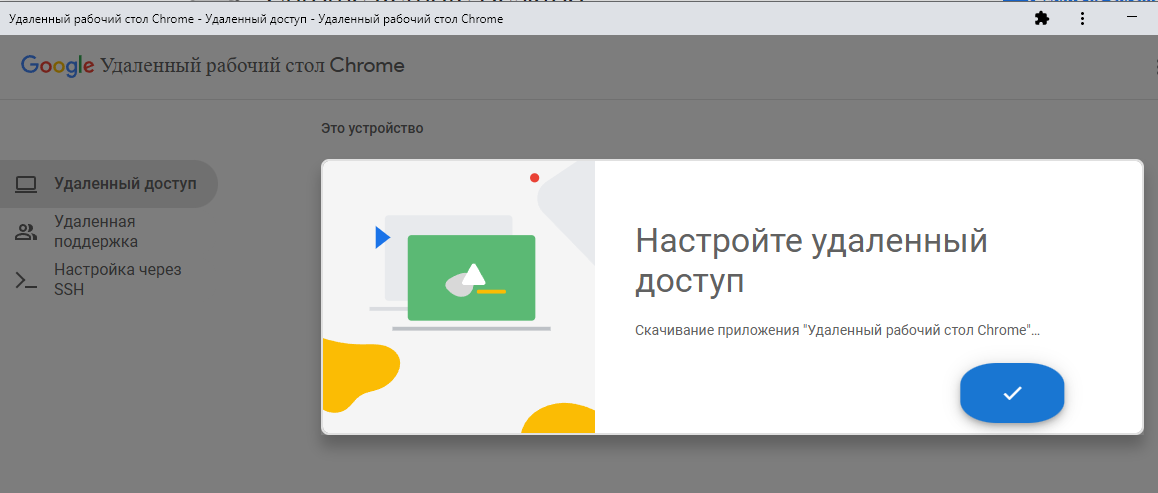 Удаленный рабочий стол Chrome - Удаленный доступ - Удаленный рабочий стол Chrome
Google Удаленный рабочий стол Chrome
Это устройство
Удаленный доступ
Удаленная
поддержка
Настройка через
SSH
Настройте удаленный
доступ
Скачивание приложения "Удаленный рабочий стол Chrome"…